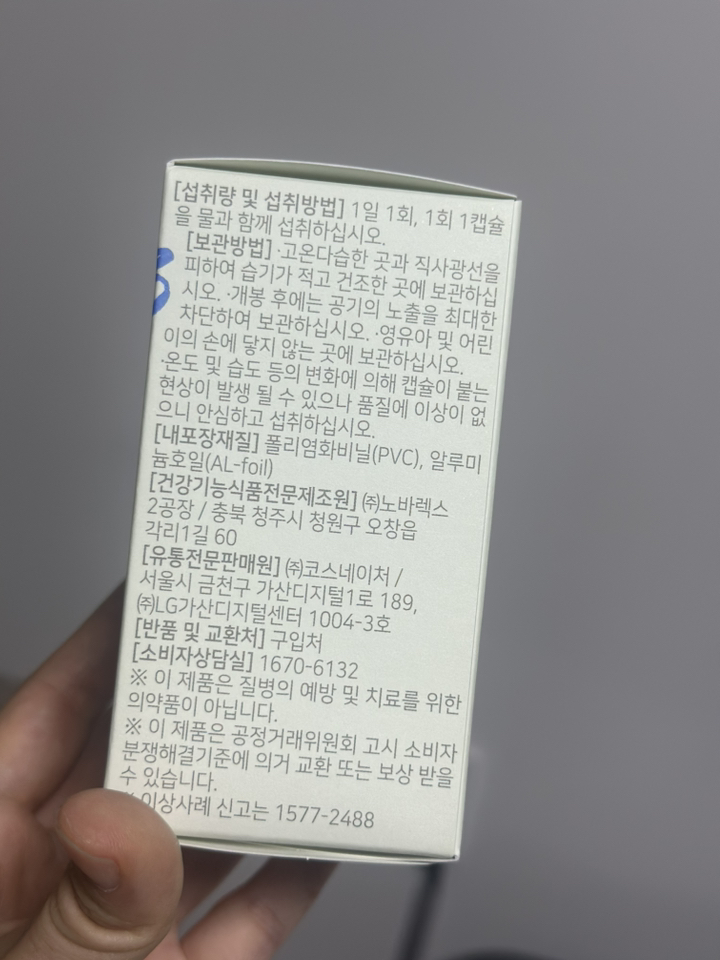 [섭취량 및 섭취방법] 1일 1회, 1회 1캡슐
을 물과 함께 섭취하십시오.
[보관방법] ·고온다습한 곳과 직사광선을
피하여 습기가 적고 건조한 곳에 보관하십
시오. ·개봉 후에는 공기의 노출을 최대한
차단하여 보관하십시오. ·영유아 및 어린
이의 손에 닿지 않는 곳에 보관하십시오.
·온도 및 습도 등의 변화에 의해 캡슐이 붙는
현상이 발생 될 수 있으나 품질에 이상이 없
으니 안심하고 섭취하십시오.
[내포장재질] 폴리염화비닐(PVC), 알루미
늄호일(AL-foil)
[건강기능식품전문제조원] ㈜노바렉스
2공장 / 충북 청주시 청원구 오창읍
각리1길 60
[유통전문판매원] ㈜코스네이처 /
서울시 금천구 가산디지털1로 189,
㈜LG가산디지털센터 1004-3호
[반품 및 교환처] 구입처
[소비자상담실] 1670-6132
※ 이 제품은 질병의 예방 및 치료를 위한
의약품이 아닙니다.
※ 이 제품은 공정거래위원회 고시 소비자
분쟁해결기준에 의거 교환 또는 보상 받을
수 있습니다.
※ 이상사례 신고는 1577-2488